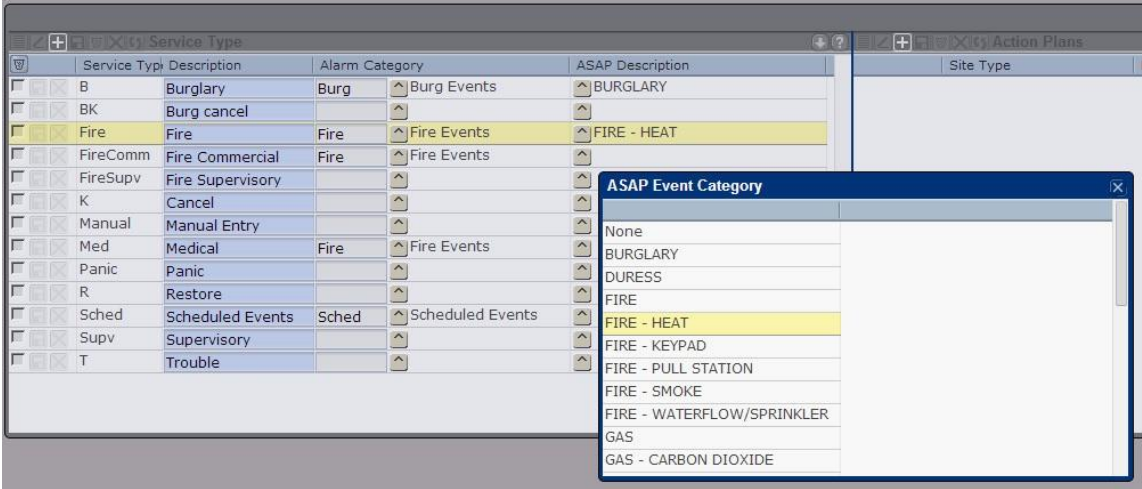 Service Type Action Plans
Service Typ Description Alarm Category ASAP Description Site Type
B Burglary Burg Burg Events BURGLARY
BK Burg cancel
Fire Fire Fire Fire Events FIRE - HEAT
FireComm Fire Commercial Fire Fire Events
FireSupv Fire Supervisory
K Cancel
Manual Manual Entry
Med Medical Fire Fire Events
Panic Panic
R Restore
Sched Scheduled Events Sched Scheduled Events
Supv Supervisory
T Trouble
ASAP Event Category
None
BURGLARY
DURESS
FIRE
FIRE - HEAT
FIRE - KEYPAD
FIRE - PULL STATION
FIRE - SMOKE
FIRE - WATERFLOW/SPRINKLER
GAS
GAS - CARBON DIOXIDE